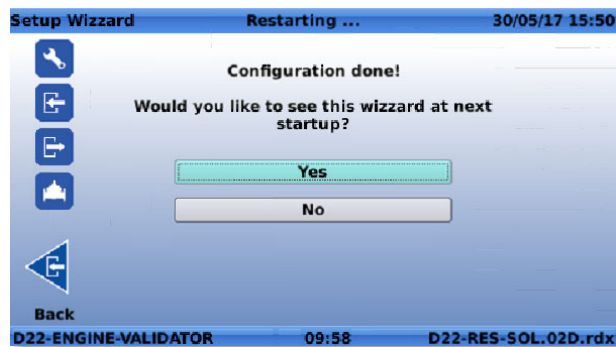 Setup Wizzard Restarting ... 30/05/17 15:50
Configuration done!
Would you like to see this wizzard at next
startup?
Yes
No
Back
D22-ENGINE-VALIDATOR 09:58 D22-RES-SOL.02D.rdx